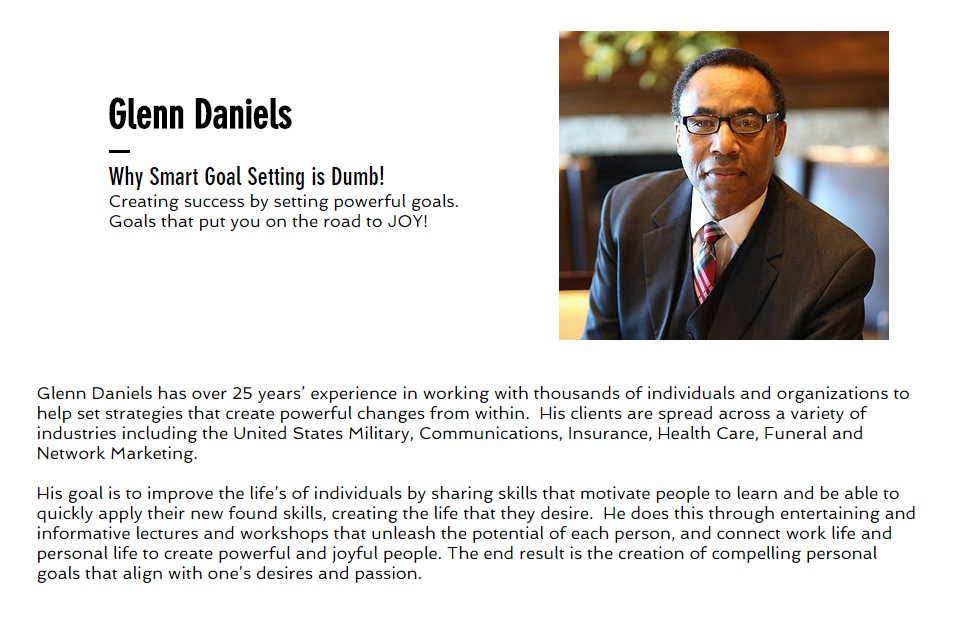 Glenn Daniels
Why Smart Goal Setting is Dumb!
Creating success by setting powerful goals.
Goals that put you on the road to JOY!
Glenn Daniels has over 25 years’ experience in working with thousands of individuals and organizations to
help set strategies that create powerful changes from within.  His clients are spread across a variety of
industries including the United States Military, Communications, Insurance, Health Care, Funeral and
Network Marketing.
His goal is to improve the life’s of individuals by sharing skills that motivate people to learn and be able to
quickly apply their new found skills, creating the life that they desire.  He does this through entertaining and
informative lectures and workshops that unleash the potential of each person, and connect work life and
personal life to create powerful and joyful people. The end result is the creation of compelling personal
goals that align with one’s desires and passion.